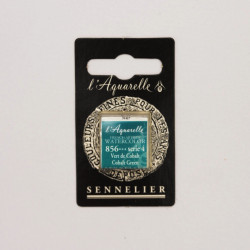 l'Aquarelle
l'Aquarelle
WATERCOLOR
856 *** série 4
Vert de Cobalt
Cobalt Green
SENNELIER